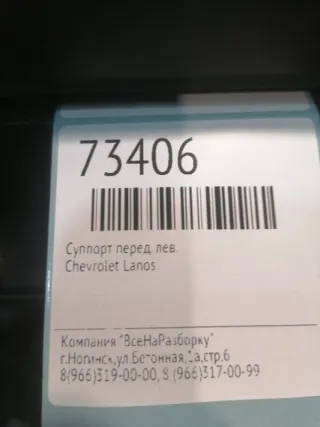 73406
Суппорт перед. лев.
Chevrolet Lanos
Компания "ВсеНаРазборку"
г.Ногинск,ул.Бетонная,1а,стр.6
8(966)319-00-00, 8 (966)317-00-99